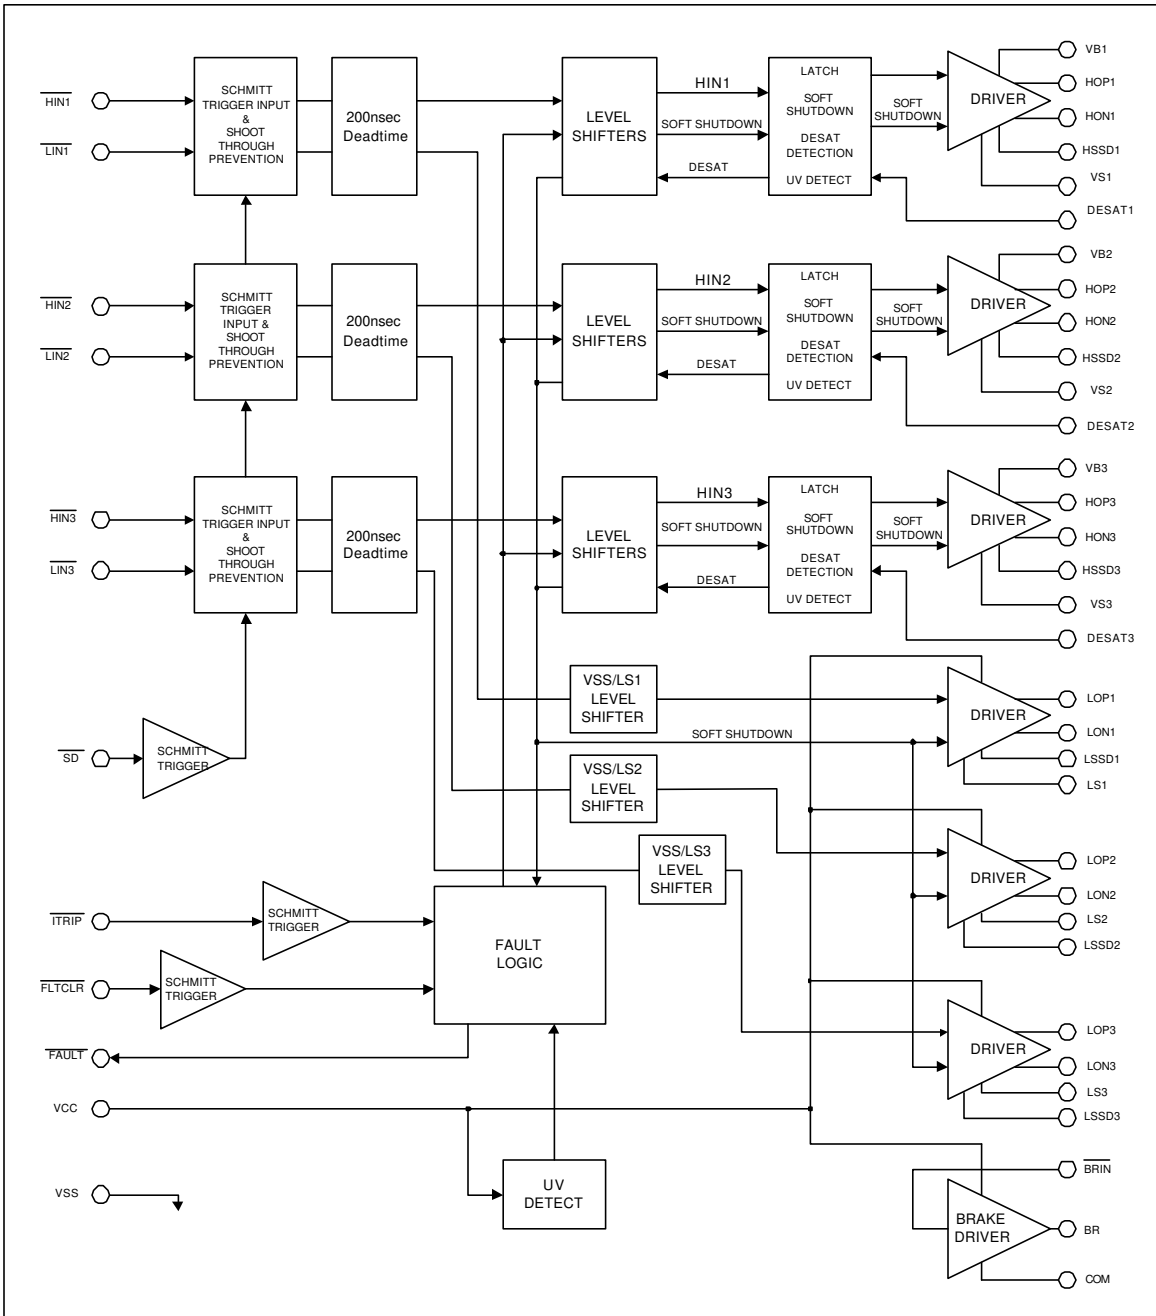 HIN1
LIN1
SCHMITT
TRIGGER INPUT
&
SHOOT
THROUGH
PREVENTION
200nsec
Deadtime
LEVEL
SHIFTERS
HIN1
SOFT SHUTDOWN
DESAT
LATCH
SOFT
SHUTDOWN
DESAT
DETECTION
UV DETECT
SOFT
SHUTDOWN
DRIVER
VB1
HOP1
HON1
HSSD1
VS1
DESAT1
HIN2
LIN2
SCHMITT
TRIGGER
INPUT &
SHOOT
THROUGH
PREVENTION
200nsec
Deadtime
LEVEL
SHIFTERS
HIN2
SOFT SHUTDOWN
DESAT
LATCH
SOFT
SHUTDOWN
DESAT
DETECTION
UV DETECT
SOFT
SHUTDOWN
DRIVER
VB2
HOP2
HON2
HSSD2
VS2
DESAT2
HIN3
LIN3
SCHMITT
TRIGGER INPUT
&
SHOOT
THROUGH
PREVENTION
200nsec
Deadtime
LEVEL
SHIFTERS
HIN3
SOFT SHUTDOWN
DESAT
LATCH
SOFT
SHUTDOWN
DESAT
DETECTION
UV DETECT
SOFT
SHUTDOWN
DRIVER
VB3
HOP3
HON3
HSSD3
VS3
DESAT3
SD
SCHMITT
TRIGGER
VSS/LS1
LEVEL
SHIFTER
SOFT SHUTDOWN
DRIVER
LOP1
LON1
LSSD1
LS1
VSS/LS2
LEVEL
SHIFTER
VSS/LS3
LEVEL
SHIFTER
DRIVER
LOP2
LON2
LS2
LSSD2
ITRIP
SCHMITT
TRIGGER
FLTCLR
SCHMITT
TRIGGER
FAULT
LOGIC
FAULT
DRIVER
LOP3
LON3
LS3
LSSD3
VCC
VSS
UV
DETECT
BRIN
BRAKE
DRIVER
BR
COM